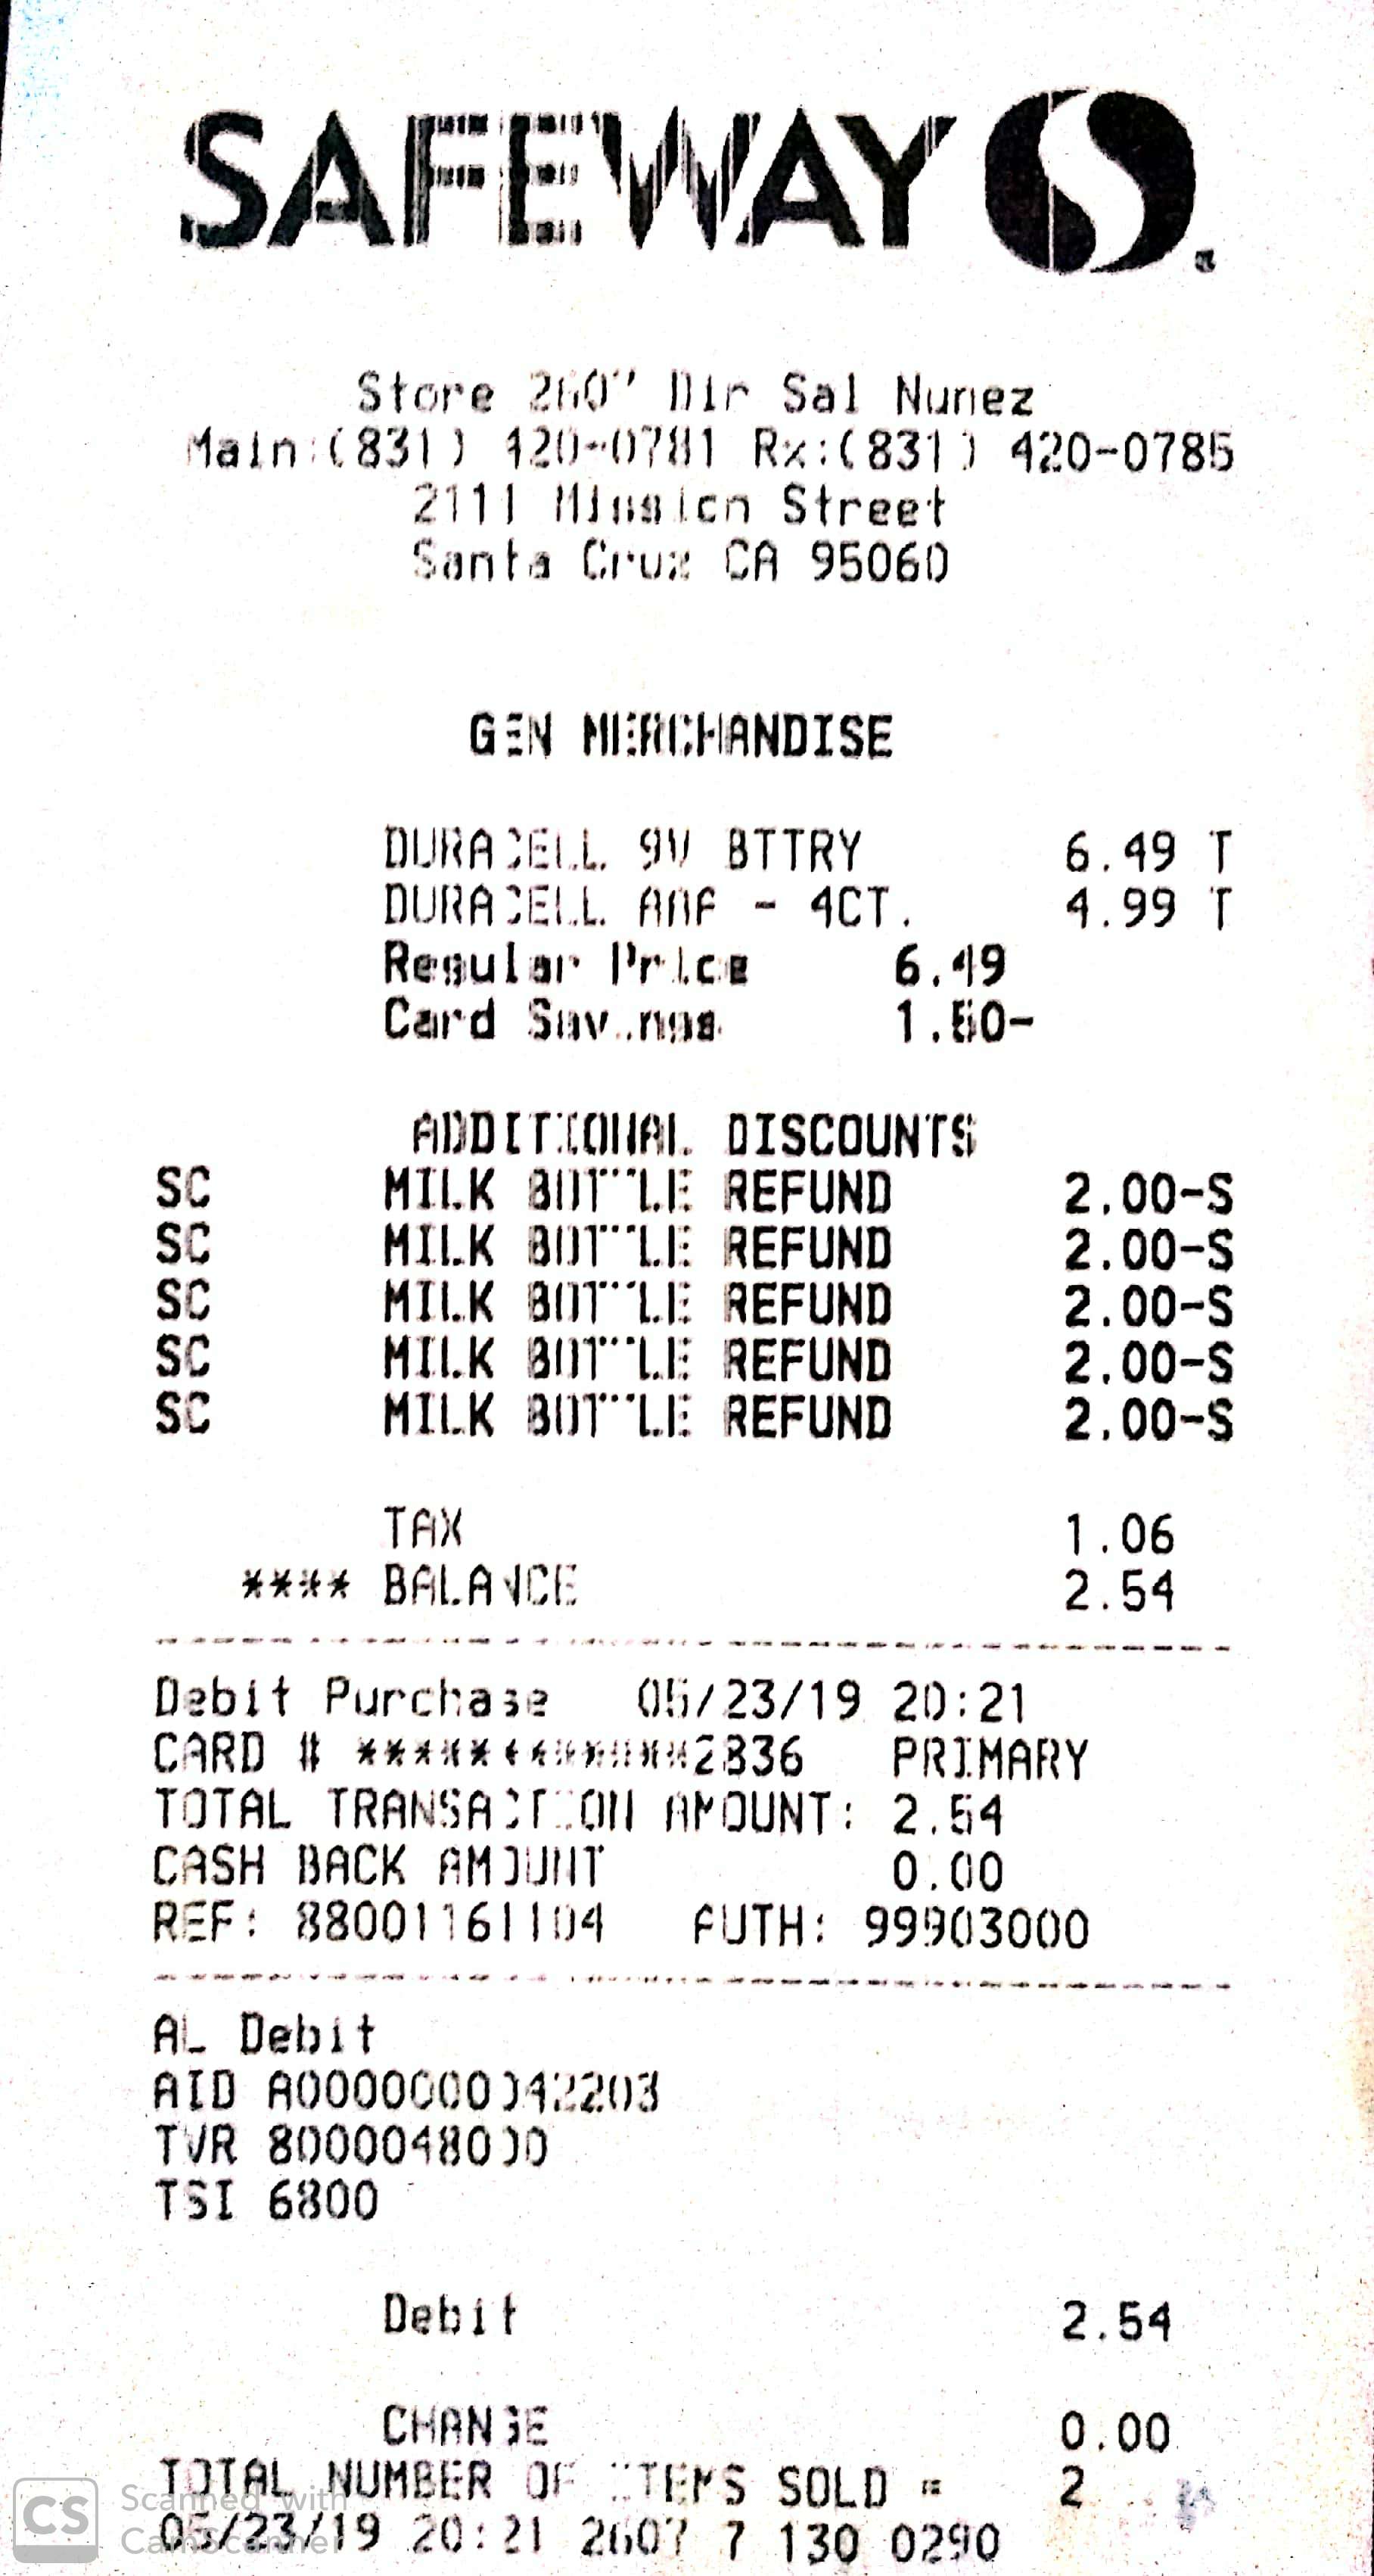 SAFEWAY
Store 2607 Dir Sal Nunez
Main:(831) 420-0781 Rx:(831) 420-0785
2111 Mission Street
Santa Cruz CA 95060
GEN MERCHANDISE
DURACELL 9V BTTRY 6.49 T
DURACELL AAA - 4CT. 4.99 T
Regular Price 6.49
Card Savings 1.50-
ADDITIONAL DISCOUNTS
SC MILK BOTTLE REFUND 2.00-S
SC MILK BOTTLE REFUND 2.00-S
SC MILK BOTTLE REFUND 2.00-S
SC MILK BOTTLE REFUND 2.00-S
SC MILK BOTTLE REFUND 2.00-S
TAX 1.06
**** BALANCE 2.54
Debit Purchase 05/23/19 20:21
CARD # ************2836 PRIMARY
TOTAL TRANSACTION AMOUNT: 2.54
CASH BACK AMOUNT 0.00
REF: 88001161104 AUTH: 99903000
AL Debit
AID A0000000042203
TVR 8000048000
TSI 6800
Debit 2.54
CHANGE 0.00
TOTAL NUMBER OF ITEMS SOLD = 2
05/23/19 20:21 2607 7 130 0290
CS Scanned with
CamScanner